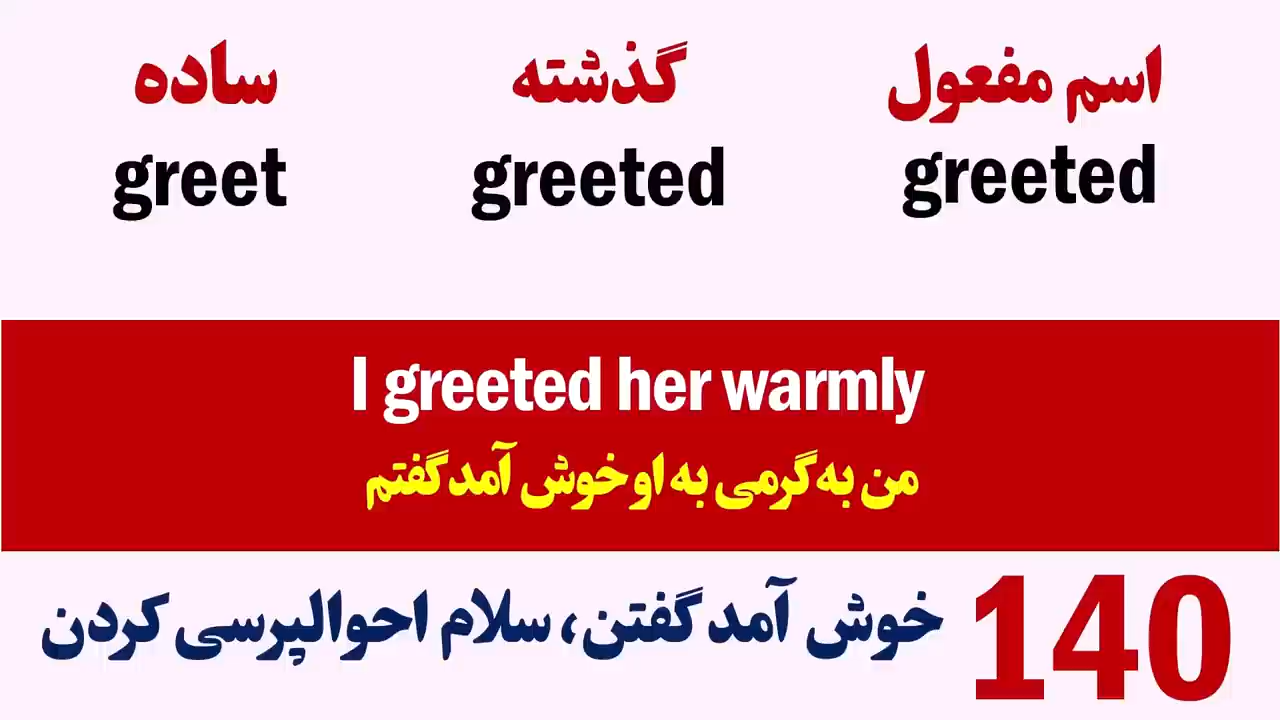 ساده گذشته اسم مفعول
greet greeted greeted
I greeted her warmly
من به گرمی به او خوش آمد گفتم
140 خوش آمد گفتن، سلام احوالپرسی کردن